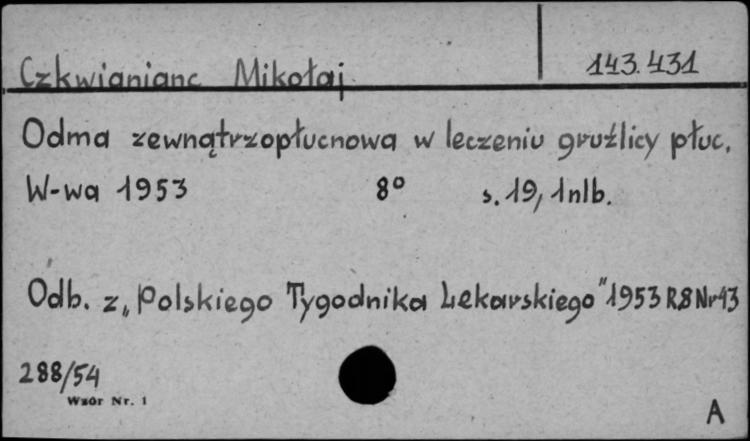 Czkwianianc Mikołaj 143.431
Odma zewnątrzopłucnowa w leczeniu gruźlicy płuc.
W-wa 1953 8° s. 19, 1 nlb.
Odb. z „Polskiego Tygodnika Lekarskiego" 1953 R.8 Nr 43
288/54
Wzór Nr. 1
A